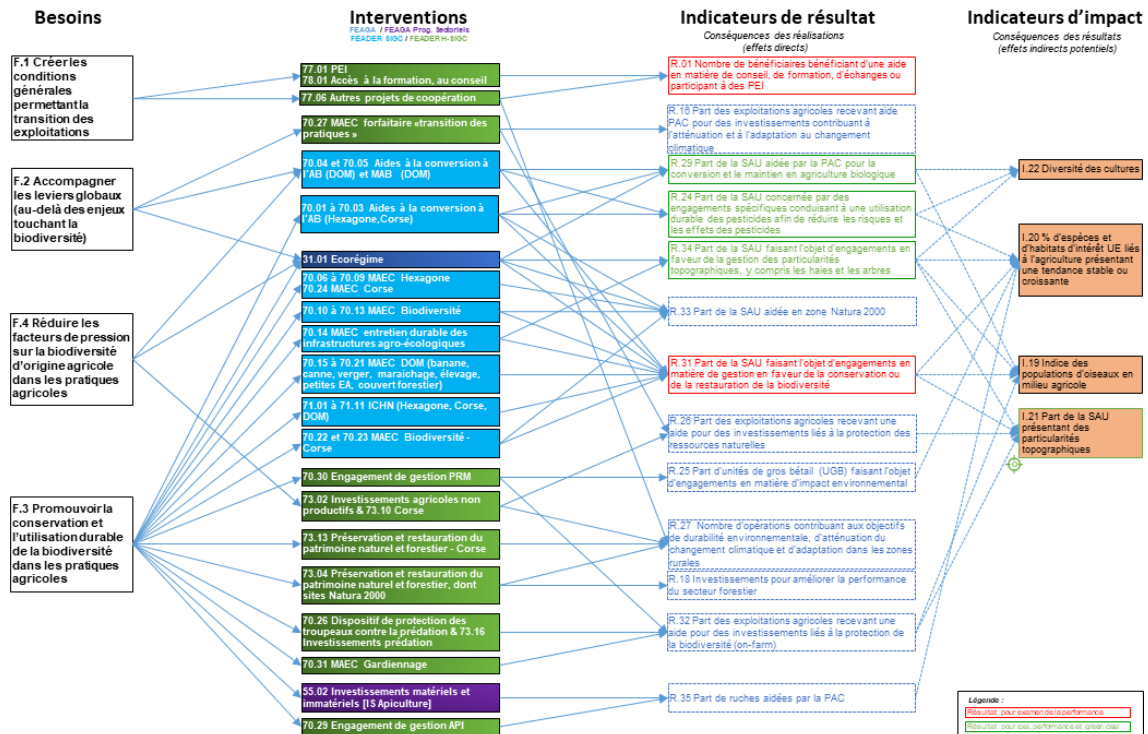 Besoins
Interventions
FEAGA / FEAGA Prog. Sectoriels
FEADER SIGC / FEADER H-SIGC
Indicateurs de résultat
Conséquences des réalisations
(effets directs)
Indicateurs d'impact
Conséquences des résultats
(effets indirects potentiels)
F.1 Créer les
conditions
générales
permettant la
transition des
exploitations
F.2 Accompagner
les leviers globaux
(au-delà des enjeux
touchant la
biodiversité)
F.4 Réduire les
facteurs de pression
sur la biodiversité
d'origine agricole
dans les pratiques
agricoles
F.3 Promouvoir la
conservation et
l'utilisation durable
de la biodiversité
dans les pratiques
agricoles
77.01 PEI
78.01 Accès à la formation, au conseil
77.06 Autres projets de coopération
70.27 MAEC forfaitaire «transition des
pratiques »
70.04 et 70.05 Aides à la conversion à
l'AB (DOM) et MAB (DOM)
70.01 à 70.03 Aides à la conversion à
l'AB (Hexagone,Corse)
31.01 Ecorégime
70.06 à 70.09 MAEC Hexagone
70.24 MAEC Corse
70.10 à 70.13 MAEC Biodiversité
70.14 MAEC entretien durable des
infrastructures agro-écologiques
70.15 à 70.21 MAEC DOM (banane,
canne, verger, maraichage, élevage,
petites EA, couvert forestier)
71.01 à 71.11 ICHN (Hexagone, Corse,
DOM)
70.22 et 70.23 MAEC Biodiversité -
Corse
70.30 Engagement de gestion PRM
73.02 Investissements agricoles non
productifs & 73.10 Corse
73.13 Préservation et restauration du
patrimoine naturel et forestier - Corse
73.04 Préservation et restauration du
patrimoine naturel et forestier, dont
sites Natura 2000
70.26 Dispositif de protection des
troupeaux contre la prédation & 73.16
Investissements prédation
70.31 MAEC Gardiennage
55.02 Investissements matériels et
immatériels [IS Apiculture]
70.29 Engagement de gestion API
R.01 Nombre de bénéficiaires bénéficiant d'une aide
en matière de conseil, de formation, d'échanges ou
participant à des PEI
R.16 Part des exploitations agricoles recevant aide
PAC pour des investissements contribuant à
l'atténuation et à l'adaptation au changement
climatique
R.29 Part de la SAU aidée par la PAC pour la
conversion et le maintien en agriculture biologique
R.24 Part de la SAU concernée par des
engagements spécifiques conduisant à une utilisation
durable des pesticides afin de réduire les risques et
les effets des pesticides
R.34 Part de la SAU faisant l'objet d'engagements en
faveur de la gestion des particularités
topographiques, y compris les haies et les arbres
R.33 Part de la SAU aidée en zone Natura 2000
R.31 Part de la SAU faisant l'objet d'engagements en
matière de gestion en faveur de la conservation ou
de la restauration de la biodiversité
R.26 Part des exploitations agricoles recevant une
aide pour des investissements liés à la protection des
ressources naturelles
R.25 Part d'unités de gros bétail (UGB) faisant l'objet
d'engagements en matière d'impact environnemental
R.27 Nombre d'opérations contribuant aux objectifs
de durabilité environnementale, d'atténuation du
changement climatique et d'adaptation dans les zones
rurales
R.18 Investissements pour améliorer la performance
du secteur forestier
R.32 Part des exploitations agricoles recevant une
aide pour des investissements liés à la protection de
la biodiversité (on-farm)
R.35 Part de ruches aidées par la PAC
I.22 Diversité des cultures
I.20 % d'espèces et
d'habitats d'intérêt UE liés
à l'agriculture présentant
une tendance stable ou
croissante
I.19 Indice des
populations d'oiseaux en
milieu agricole
I.21 Part de la SAU
présentant des
particularités
topographiques
Légende :
Résultat pour examen de la performance
Résultat pour exa. performance et green deal